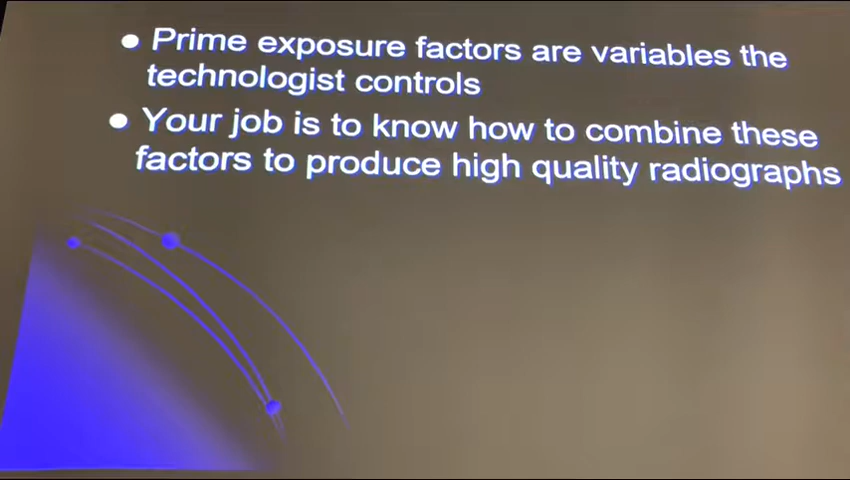 ● Prime exposure factors are variables the
technologist controls
● Your job is to know how to combine these
factors to produce high quality radiographs